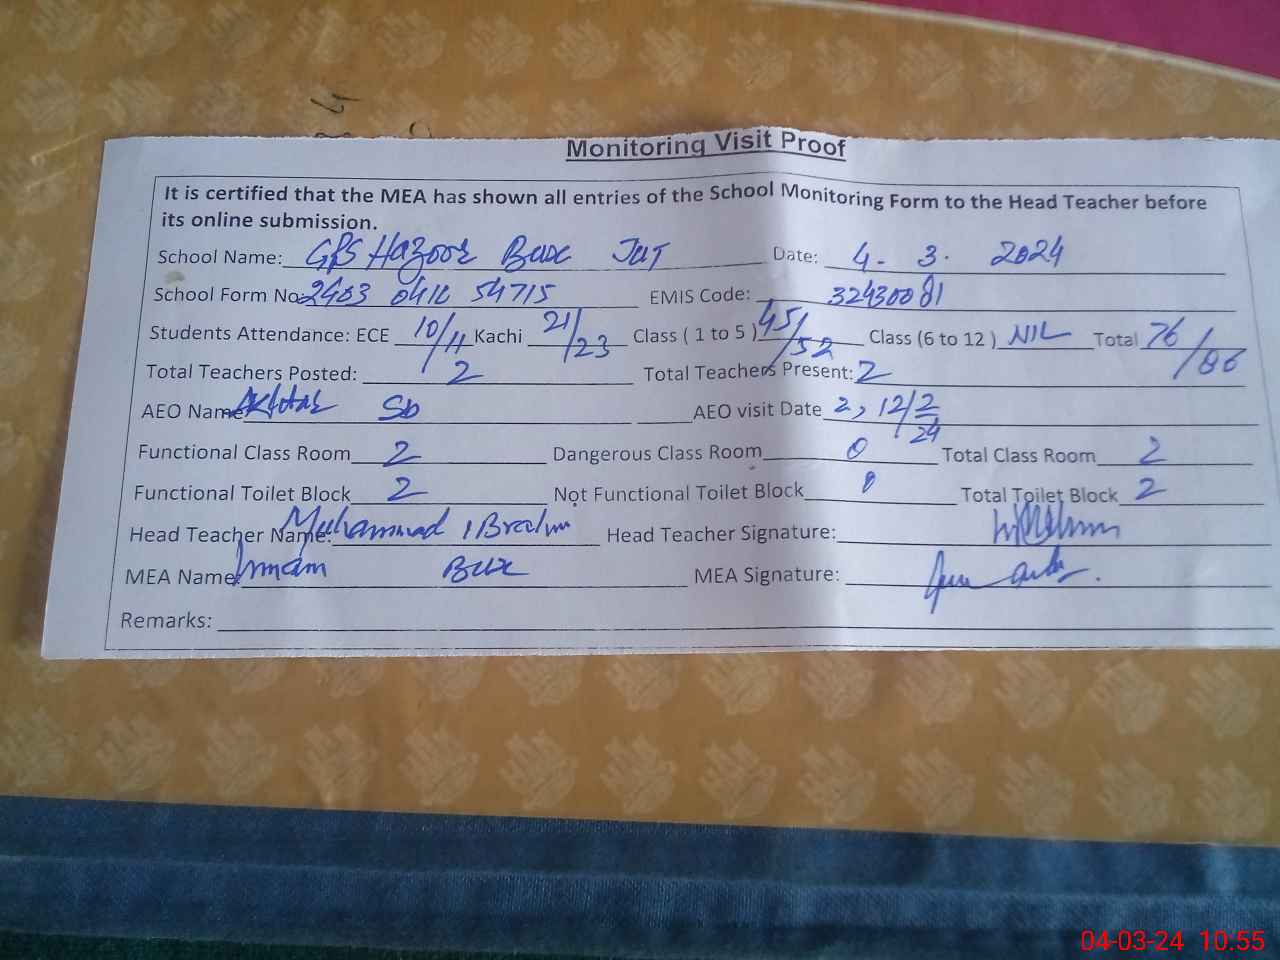 Monitoring Visit Proof
It is certified that the MEA has shown all entries of the School Monitoring Form to the Head Teacher before
its online submission.
School Name: GPS Hazoor Bux JaT Date: 4. 3. 2024
School Form No: 2403 0416 54715 EMIS Code: 32430081
Students Attendance: ECE 10/11 Kachi 21/23 Class ( 1 to 5 ) 45/52 Class (6 to 12 ) NIL Total 76/86
Total Teachers Posted: 2 Total Teachers Present: 2
AEO Name Akhtar Sb AEO visit Date 2, 12/2/24
Functional Class Room 2 Dangerous Class Room 0 Total Class Room 2
Functional Toilet Block 2 Not Functional Toilet Block 0 Total Toilet Block 2
Head Teacher Name: Muhammad Ibrahim Head Teacher Signature:
MEA Name: Imam Bux MEA Signature:
Remarks:
04-03-24 10:55